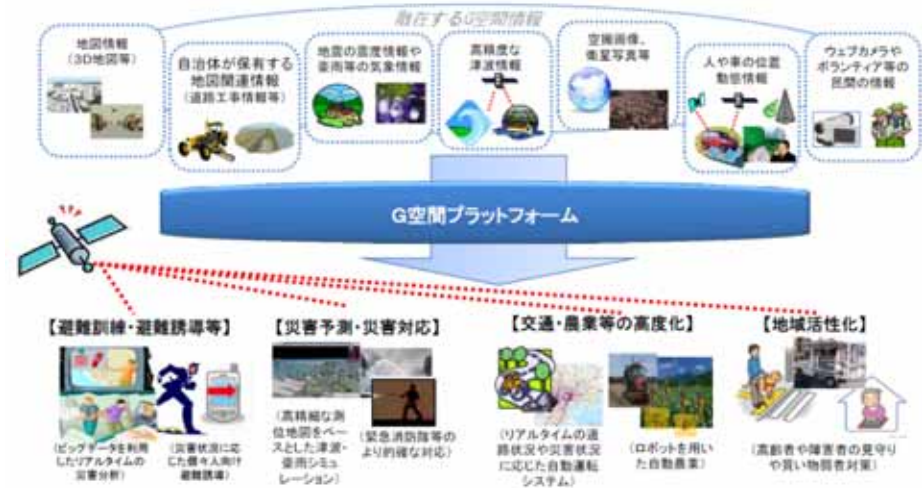 散在するG空間情報
地図情報
(3D地図等)
自治体が保有する
地図関連情報
(道路工事情報等)
地震の震度情報や
豪雨等の気象情報
高精度な
津波情報
空撮画像、
衛星写真等
人や車の位置
動態情報
ウェブカメラや
ボランティア等の
民間の情報
G空間プラットフォーム
【避難訓練・避難誘導等】
(ビッグデータを利用
したリアルタイムの
災害分析)
(災害状況に応
じた個々人向け
避難誘導)
【災害予測・災害対応】
(高精細な測
位地図をベ
ースとした津波・
豪雨シミュ
レーション)
(緊急消防隊等の
より的確な対応)
【交通・農業等の高度化】
(リアルタイムの道
路状況や災害状況
に応じた自動運転
システム)
(ロボットを用い
た自動農業)
【地域活性化】
(高齢者や障害者の見守り
や買い物弱者対策)